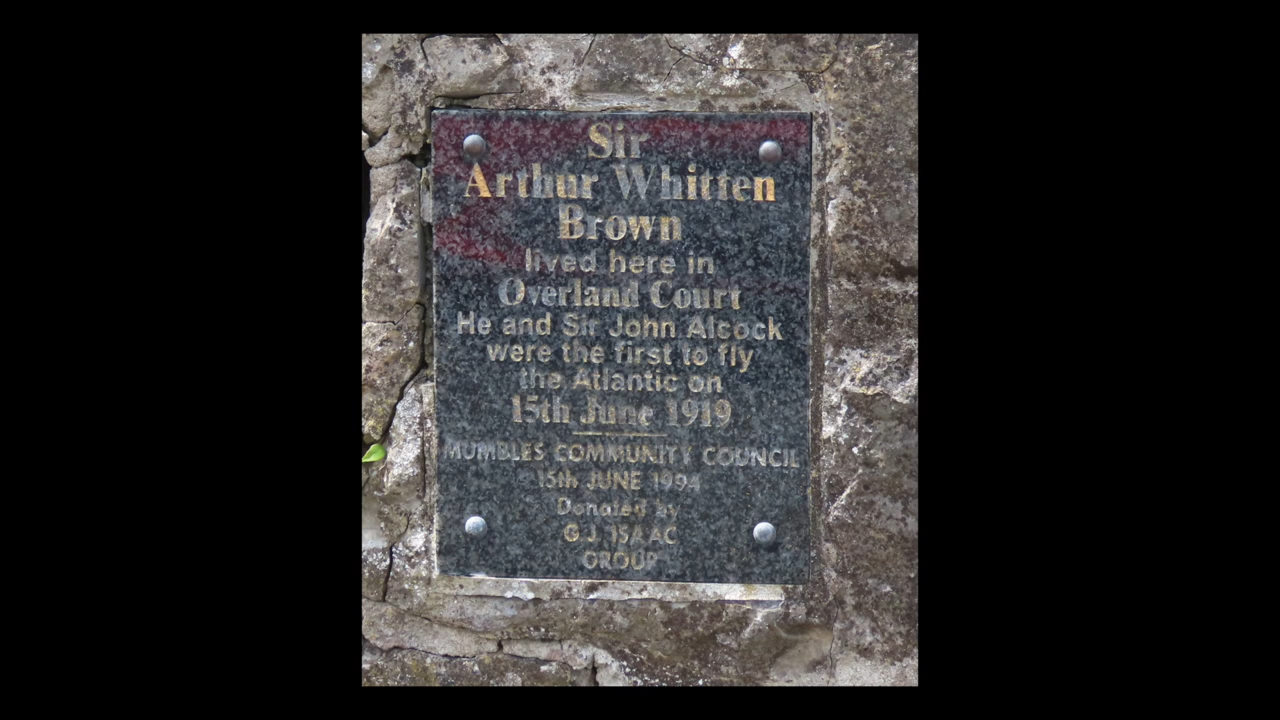 Sir
Arthur Whitten
Brown
lived here in
Overland Court
He and Sir John Alcock
were the first to fly
the Atlantic on
15th June 1919
MUMBLES COMMUNITY COUNCIL
15th JUNE 1994
Donated by
G.J. ISAAC
GROUP